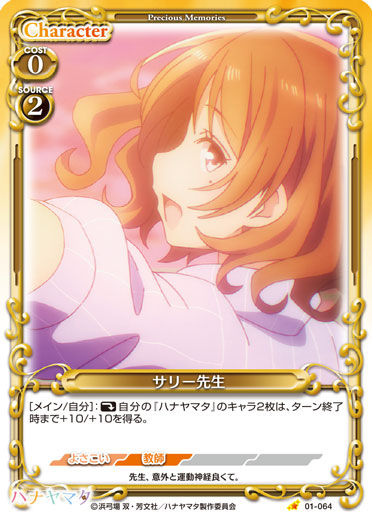 Precious Memories
Character
COST
0
SOURCE
2
サリー先生
[メイン/自分]:自分の『ハナヤマタ』のキャラ2枚は、ターン終了
時まで+10/+10を得る。
よさこい 教師
先生、意外と運動神経良くて。
ハナヤマタ
©浜弓場 双・芳文社/ハナヤマタ製作委員会
01-064